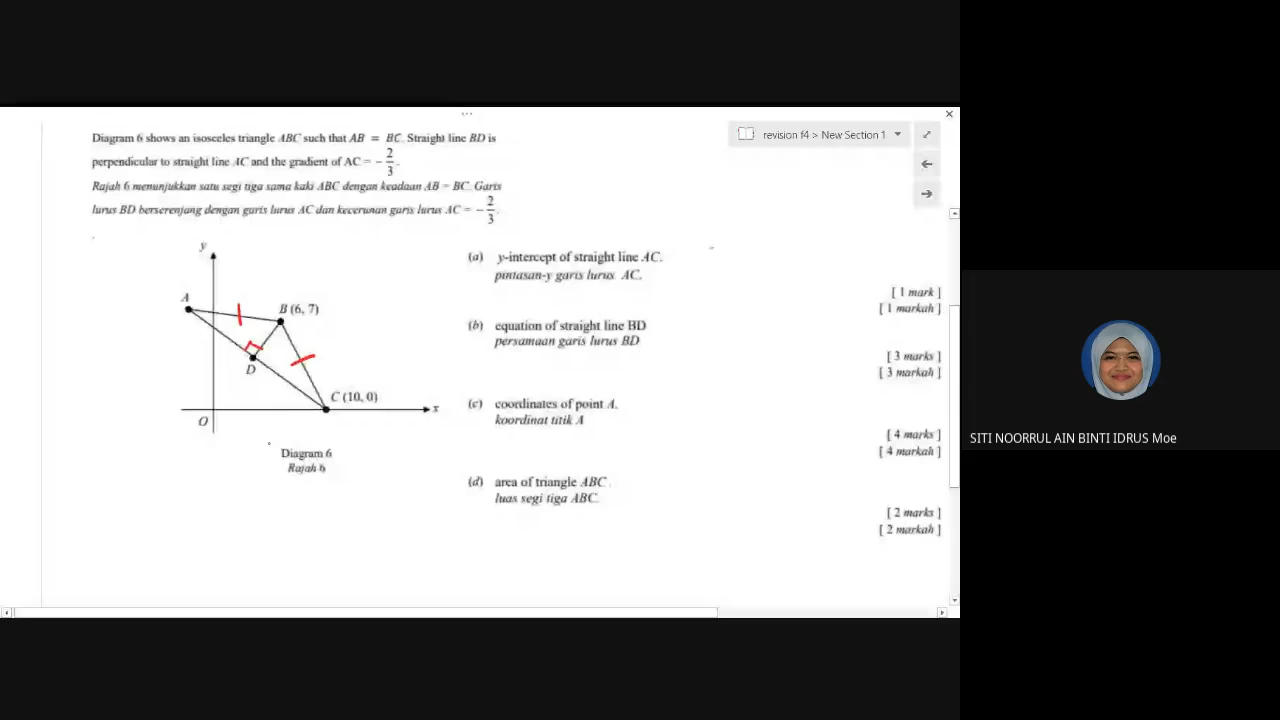 revision f4 > New Section 1
Diagram 6 shows an isosceles triangle ABC such that AB = BC. Straight line BD is
perpendicular to straight line AC and the gradient of AC = -2/3.
Rajah 6 menunjukkan satu segi tiga sama kaki ABC dengan keadaan AB = BC. Garis
lurus BD berserenjang dengan garis lurus AC dan kecerunan garis lurus AC = -2/3.
y
A
B (6, 7)
D
C (10, 0)
x
O
Diagram 6
Rajah 6
(a) y-intercept of straight line AC.
pintasan-y garis lurus AC.
[ 1 mark ]
[ 1 markah ]
(b) equation of straight line BD
persamaan garis lurus BD
[ 3 marks ]
[ 3 markah ]
(c) coordinates of point A.
koordinat titik A
[ 4 marks ]
[ 4 markah ]
(d) area of triangle ABC.
luas segi tiga ABC.
[ 2 marks ]
[ 2 markah ]
SITI NOORRUL AIN BINTI IDRUS Moe